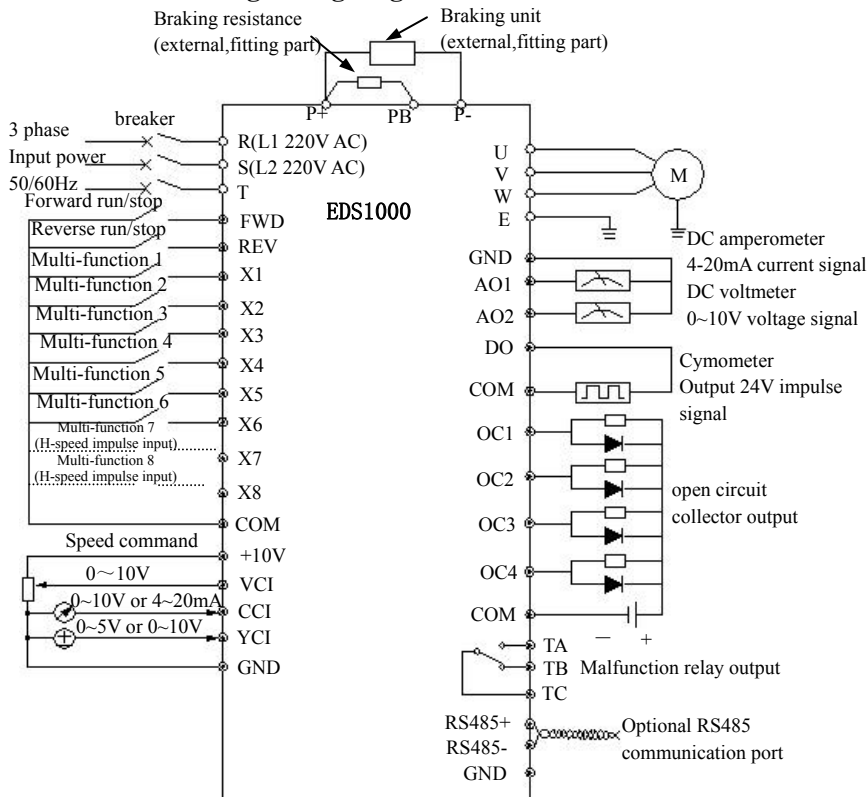 Braking resistance
(external,fitting part)
Braking unit
(external,fitting part)
P+
PB
P-
3 phase
breaker
Input power
50/60Hz
R(L1 220V AC)
S(L2 220V AC)
T
Forward run/stop
FWD
Reverse run/stop
REV
Multi-function 1
X1
Multi-function 2
X2
Multi-function 3
X3
Multi-function 4
X4
Multi-function 5
X5
Multi-function 6
X6
Multi-function 7
(H-speed impulse input)
X7
Multi-function 8
(H-speed impulse input)
X8
COM
Speed command
+10V
0～10V
VCI
0~10V or 4~20mA
CCI
0~5V or 0~10V
YCI
GND
EDS1000
U
V
W
E
M
GND
AO1
AO2
DC amperometer
4-20mA current signal
DC voltmeter
0~10V voltage signal
DO
COM
Cymometer
Output 24V impulse
signal
OC1
OC2
OC3
OC4
open circuit
collector output
COM
— +
TA
TB
TC
Malfunction relay output
RS485+
RS485-
GND
Optional RS485
communication port